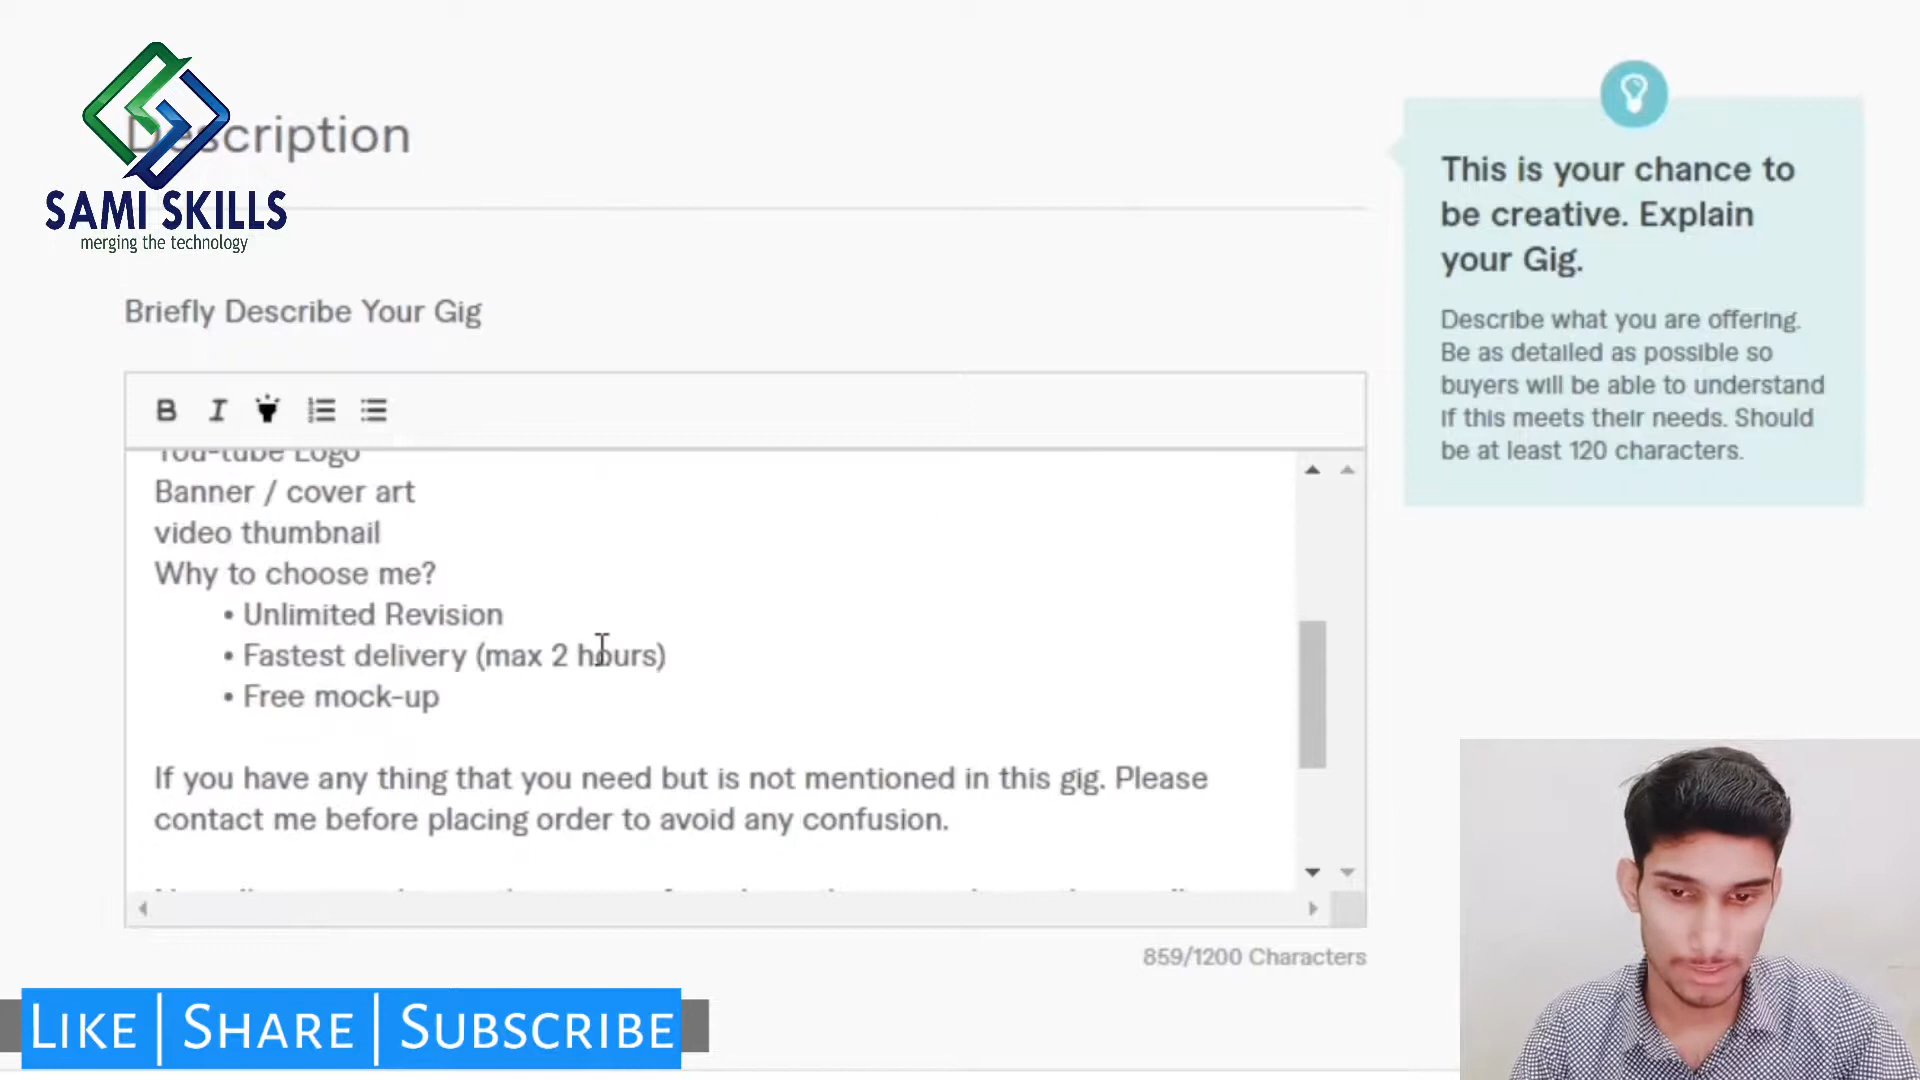 SAMI SKILLS
merging the technology
Description
Briefly Describe Your Gig
B I
You-tube Logo
Banner / cover art
video thumbnail
Why to choose me?
• Unlimited Revision
• Fastest delivery (max 2 hours)
• Free mock-up
If you have any thing that you need but is not mentioned in this gig. Please
contact me before placing order to avoid any confusion.
859/1200 Characters
This is your chance to
be creative. Explain
your Gig.
Describe what you are offering.
Be as detailed as possible so
buyers will be able to understand
if this meets their needs. Should
be at least 120 characters.
LIKE | SHARE | SUBSCRIBE